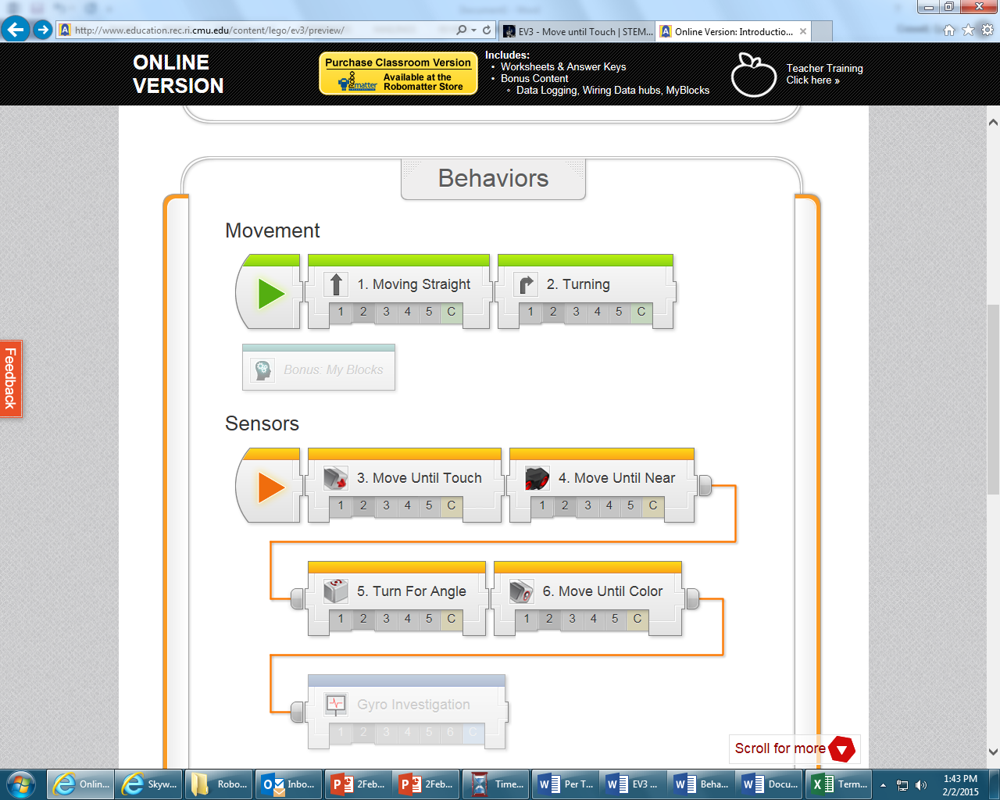 http://www.education.rec.ri.cmu.edu/content/lego/ev3/preview/
EV3 - Move until Touch | STEM...
Online Version: Introductio...
ONLINE
VERSION
Purchase Classroom Version
Available at the
Robomatter Store
Includes:
• Worksheets & Answer Keys
• Bonus Content
◦ Data Logging, Wiring Data hubs, MyBlocks
Teacher Training
Click here »
Behaviors
Movement
1. Moving Straight
1 2 3 4 5 C
2. Turning
1 2 3 4 5 C
Bonus: My Blocks
Feedback
Sensors
3. Move Until Touch
1 2 3 4 5 C
4. Move Until Near
1 2 3 4 5 C
5. Turn For Angle
1 2 3 4 5 C
6. Move Until Color
1 2 3 4 5 C
Gyro Investigation
1 2 3 4 5 6 C
Scroll for more
Onlin...
Skyw...
Robo...
Inbo...
2Feb...
2Feb...
Time...
Per T...
EV3 ...
Beha...
Docu...
Term...
1:43 PM
2/2/2015